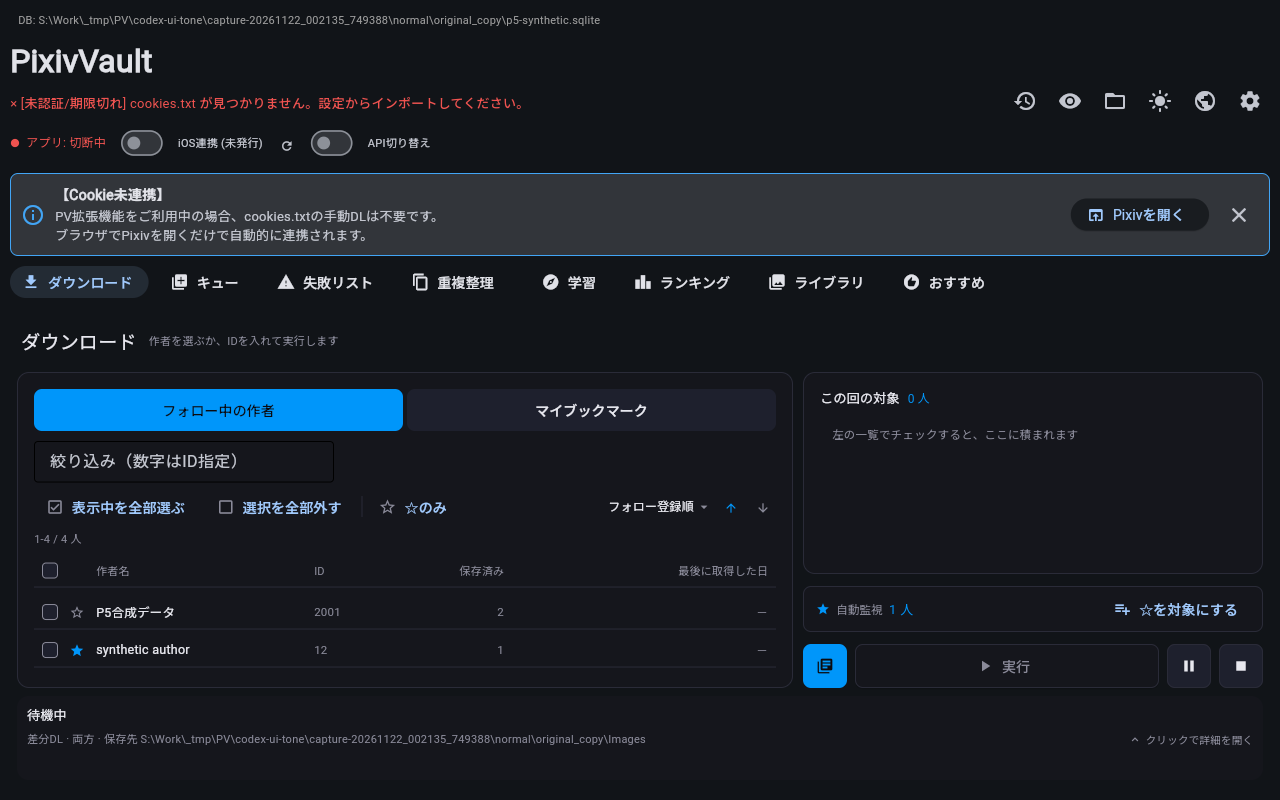 DB: S:\Work\_tmp\PV\codex-ui-tone\capture-20261122_002135_749388\normal\original_copy\p5-synthetic.sqlite
PixivVault
× [未認証/期限切れ] cookies.txt が見つかりません。設定からインポートしてください。
アプリ: 切断中 iOS連携 (未発行) API切り替え
【Cookie未連携】
PV拡張機能をご利用中の場合、cookies.txtの手動DLは不要です。
ブラウザでPixivを開くだけで自動的に連携されます。
Pixivを開く
ダウンロード キュー 失敗リスト 重複整理 学習 ランキング ライブラリ おすすめ
ダウンロード 作者を選ぶか、IDを入れて実行します
フォロー中の作者 マイブックマーク
絞り込み（数字はID指定）
表示中を全部選ぶ 選択を全部外す ☆のみ フォロー登録順
1-4 / 4 人
作者名 ID 保存済み 最後に取得した日
P5合成データ 2001 2 —
synthetic author 12 1 —
この回の対象 0 人
左の一覧でチェックすると、ここに積まれます
自動監視 1 人 ☆を対象にする
実行
待機中
差分DL · 両方 · 保存先 S:\Work\_tmp\PV\codex-ui-tone\capture-20261122_002135_749388\normal\original_copy\Images
クリックで詳細を開く